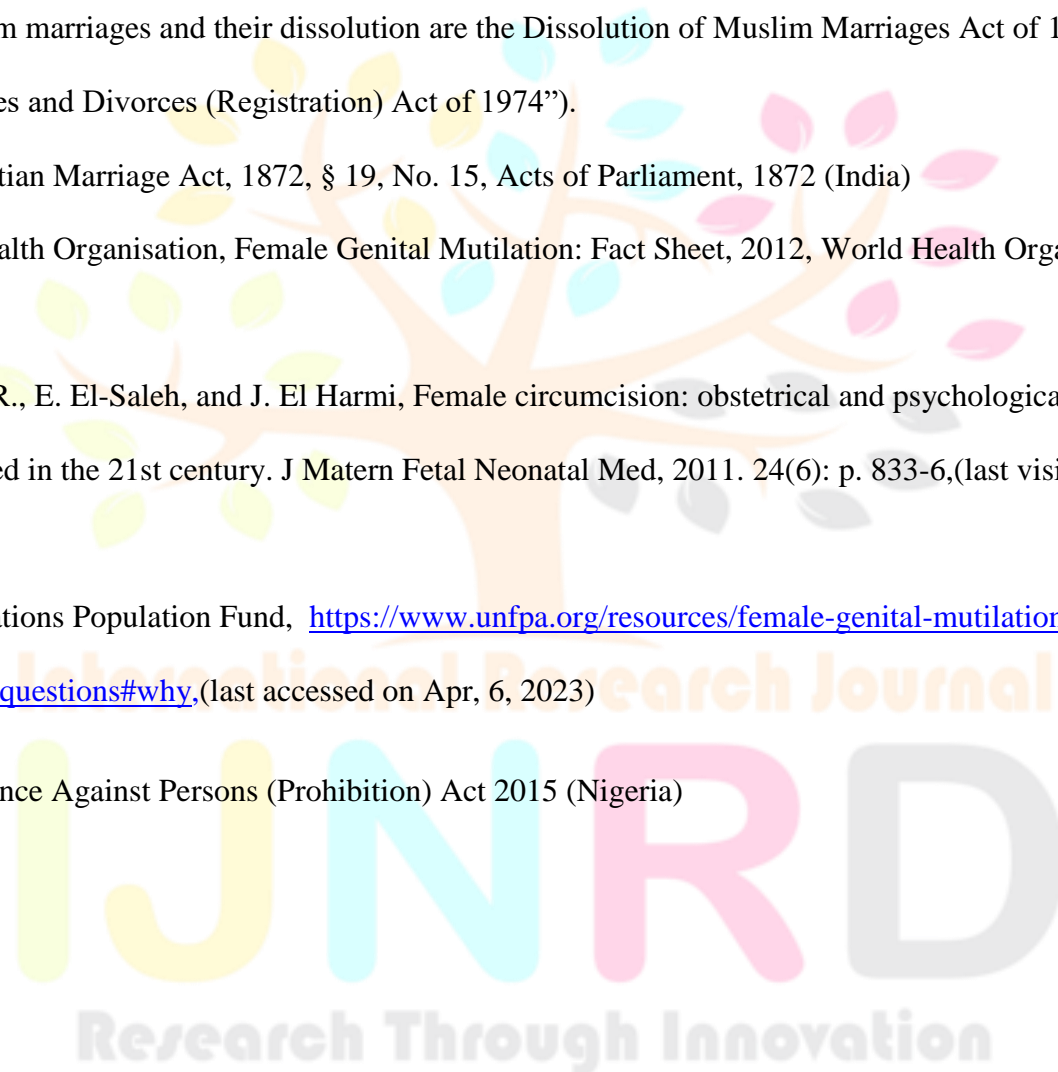 m marriages and their dissolution are the Dissolution of Muslim Marriages Act of 1
es and Divorces (Registration) Act of 1974”).
tian Marriage Act, 1872, § 19, No. 15, Acts of Parliament, 1872 (India)
alth Organisation, Female Genital Mutilation: Fact Sheet, 2012, World Health Orga
R., E. El-Saleh, and J. El Harmi, Female circumcision: obstetrical and psychologica
ed in the 21st century. J Matern Fetal Neonatal Med, 2011. 24(6): p. 833-6,(last visi
ations Population Fund, https://www.unfpa.org/resources/female-genital-mutilation
International Research Journal
questions#why,(last accessed on Apr, 6, 2023)
nce Against Persons (Prohibition) Act 2015 (Nigeria)
IJNRD
Research Through Innovation